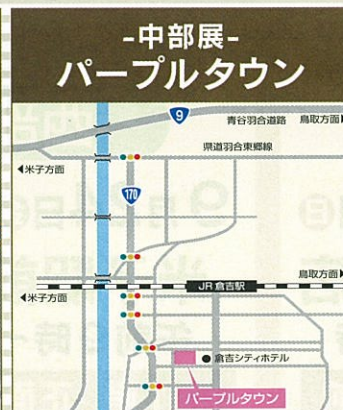 -中部展-
パープルタウン
9
青谷羽合道路
鳥取方面▶
県道羽合東郷線
◀米子方面
170
鳥取方面▶
JR 倉吉駅
◀米子方面
●倉吉シティホテル
パープルタウン